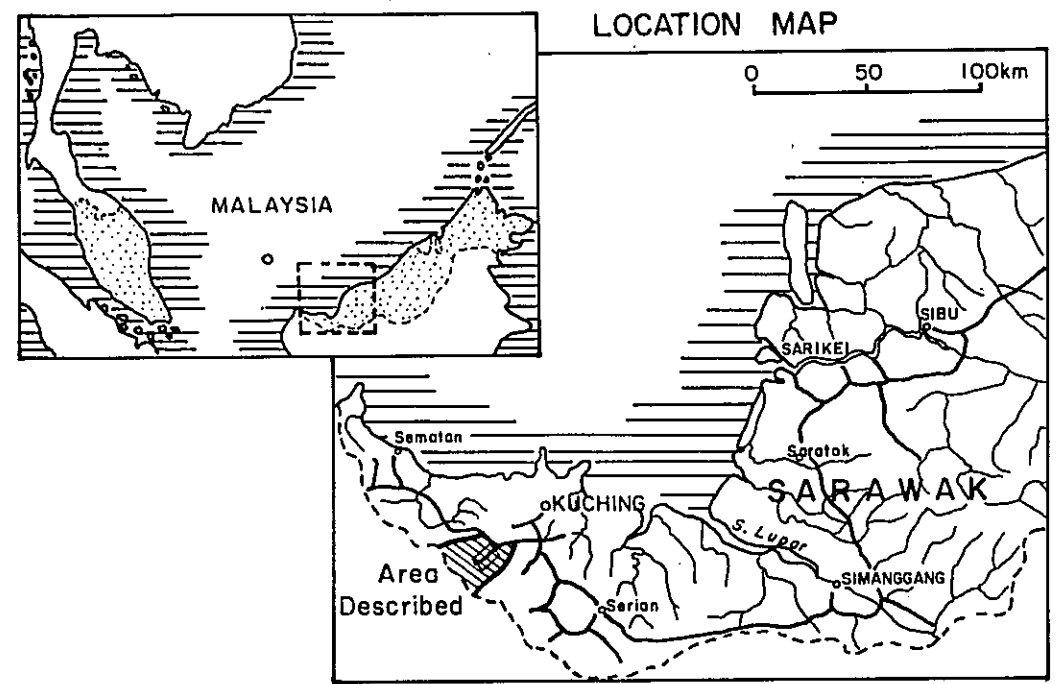 LOCATION MAP
0 50 100km
MALAYSIA
SIBU
SARIKEI
Sematan
Saratok
SARAWAK
KUCHING
S. Lupar
Area
Described
SIMANGGANG
Serian